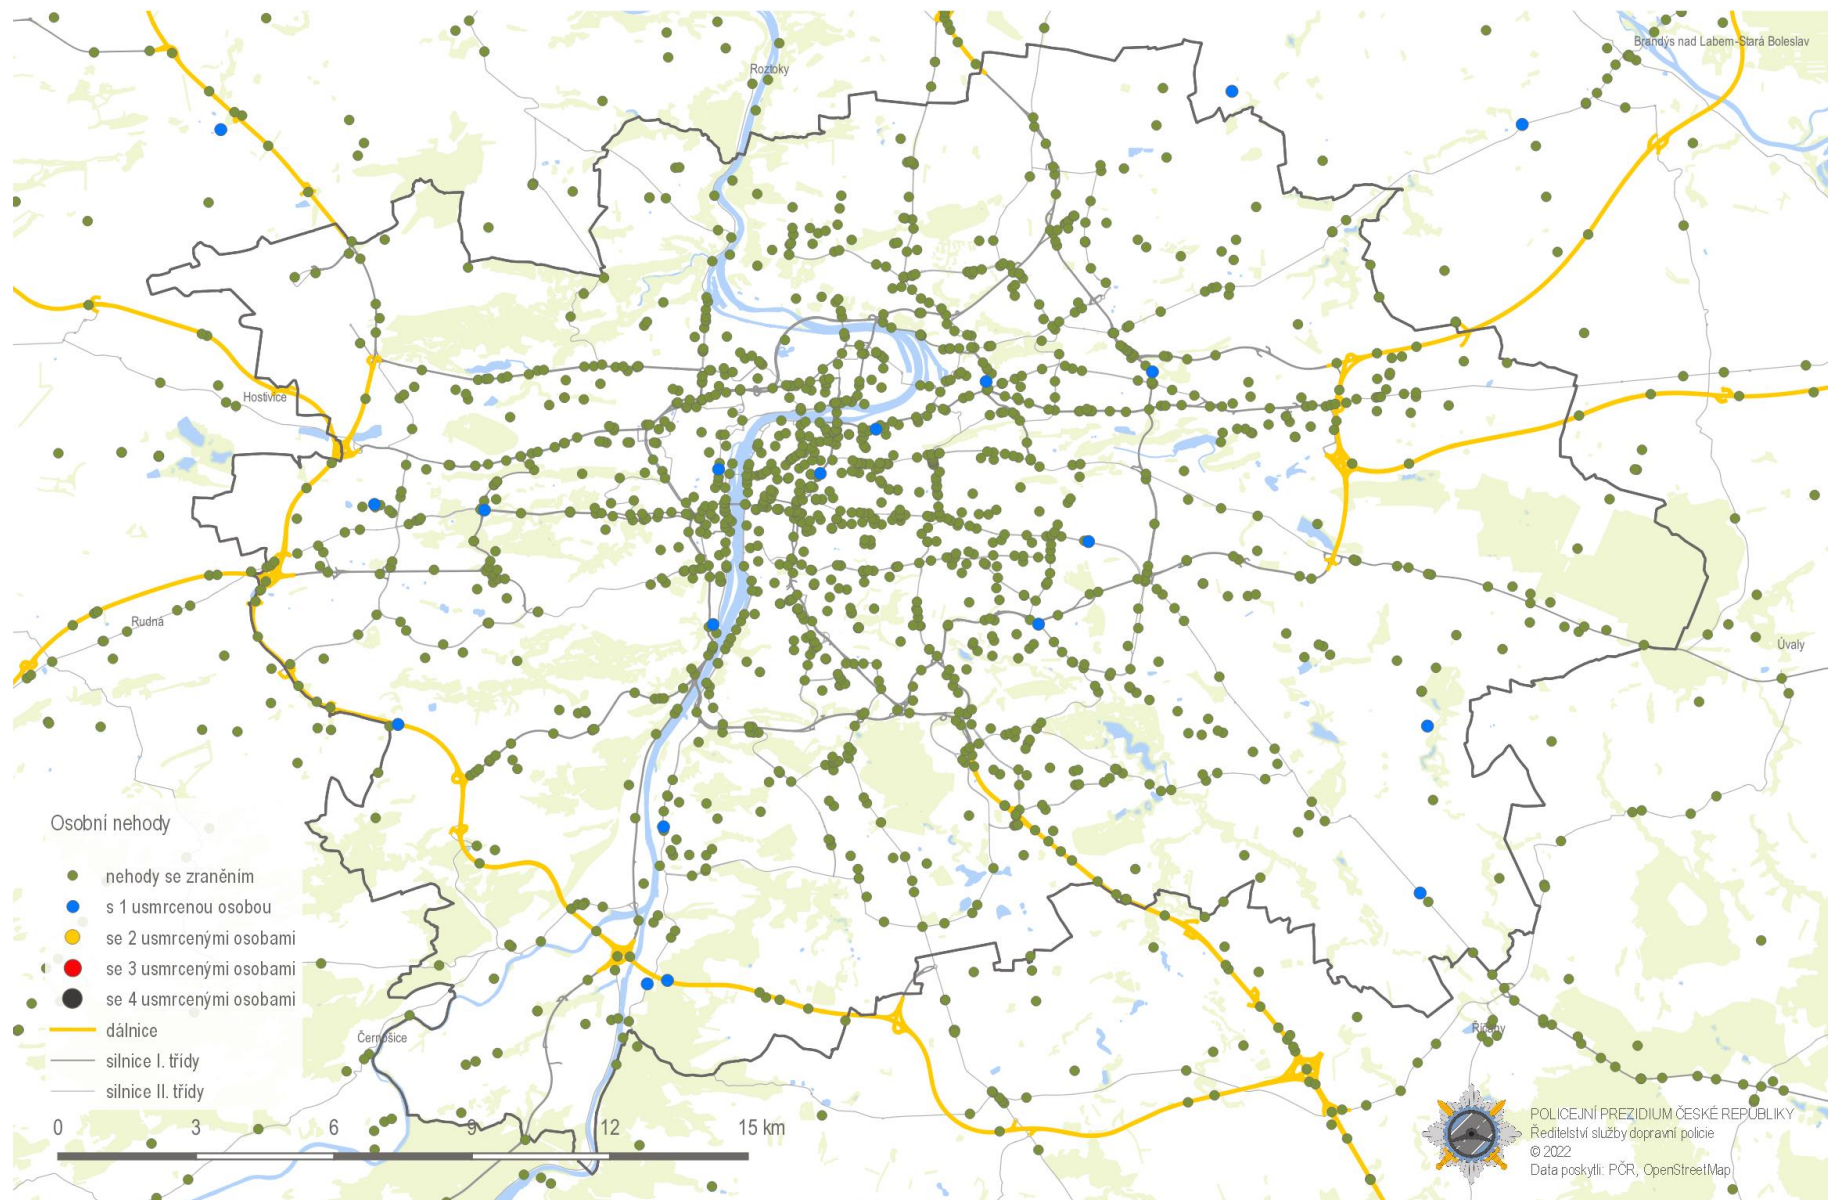 Brandýs nad Labem-Stará Boleslav
Roztoky
Hostivice
Rudná
Úvaly
Osobní nehody
nehody se zraněním
s 1 usmrcenou osobou
se 2 usmrcenými osobami
se 3 usmrcenými osobami
se 4 usmrcenými osobami
dálnice
silnice I. třídy
silnice II. třídy
Černošice
Říčany
0 3 6 9 12 15 km
POLICEJNÍ PREZIDIUM ČESKÉ REPUBLIKY
Ředitelství služby dopravní policie
© 2022
Data poskytli: PČR, OpenStreetMap